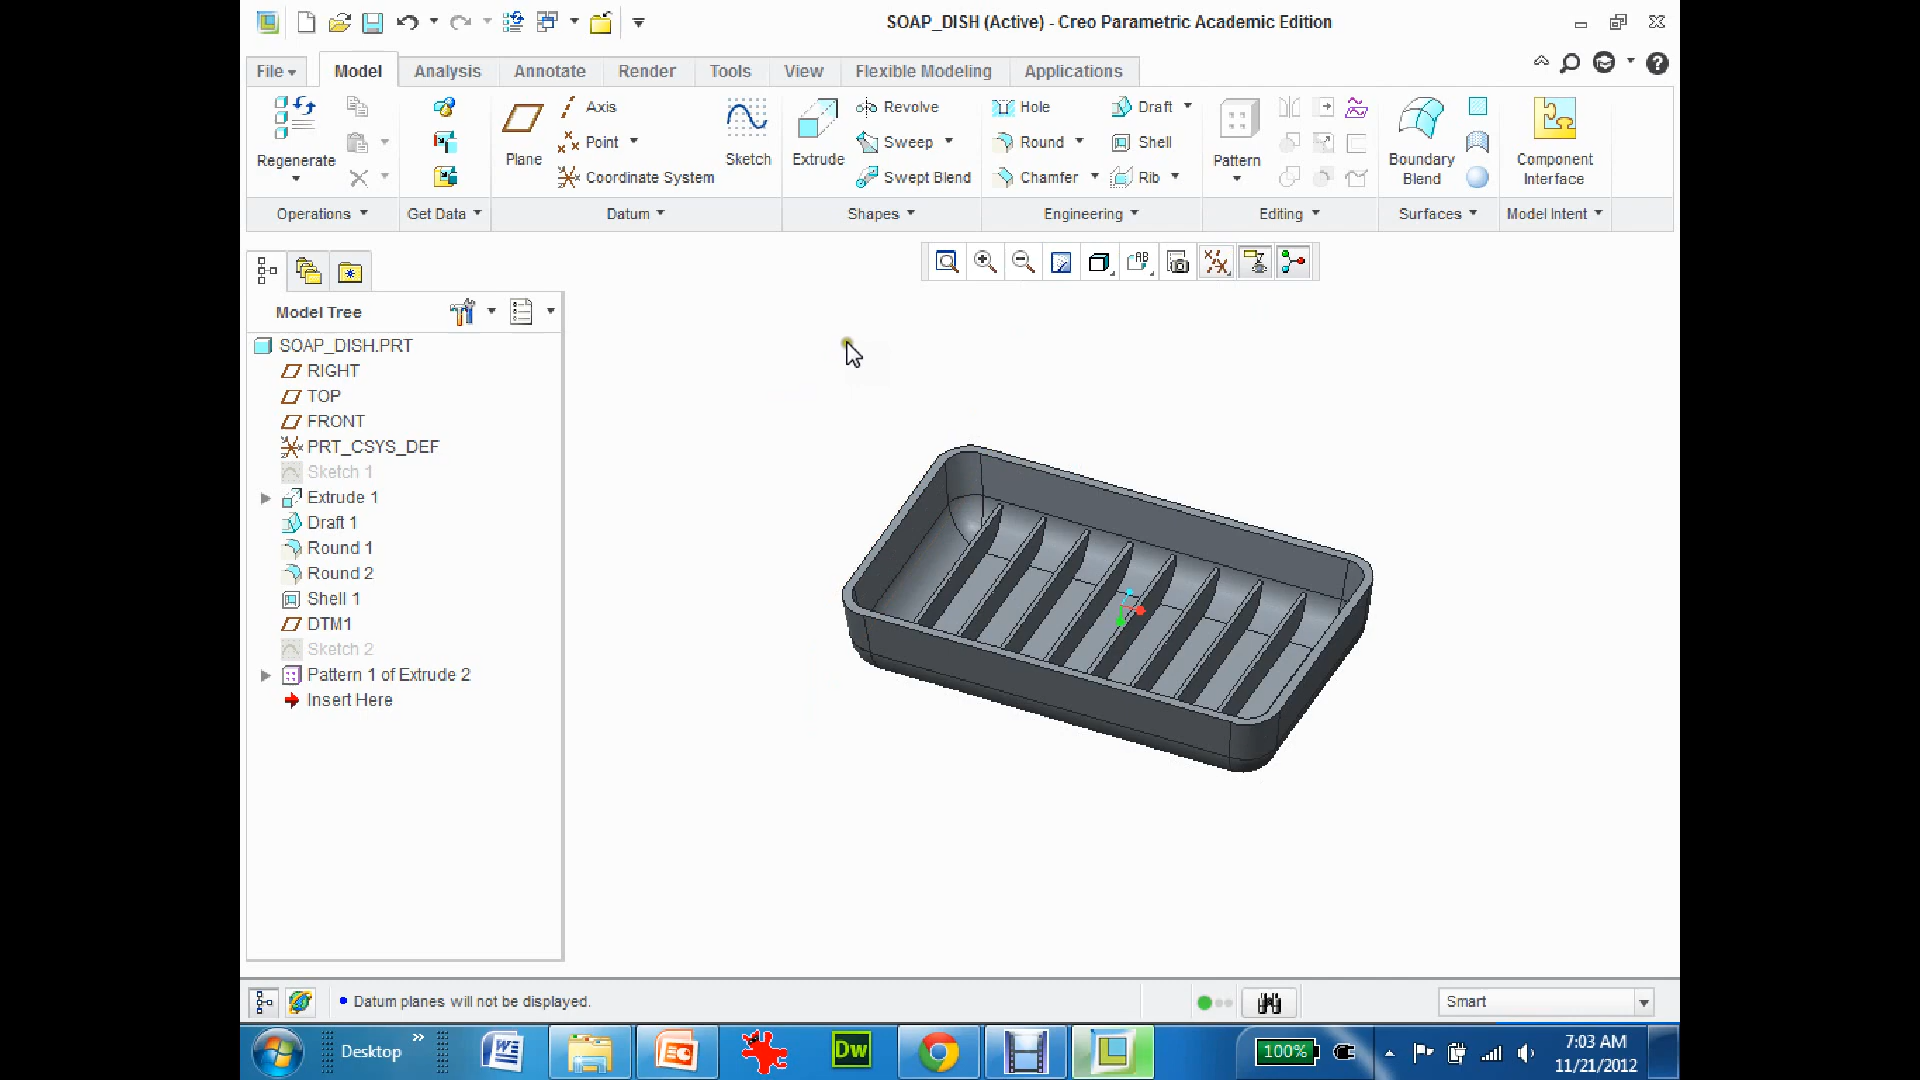 SOAP_DISH (Active) - Creo Parametric Academic Edition
File Model Analysis Annotate Render Tools View Flexible Modeling Applications
Regenerate
Plane
Axis
Point
Coordinate System
Sketch
Extrude
Revolve
Sweep
Swept Blend
Hole
Round
Chamfer
Draft
Shell
Rib
Pattern
Boundary
Blend
Component
Interface
Operations Get Data Datum Shapes Engineering Editing Surfaces Model Intent
AB
Model Tree
SOAP_DISH.PRT
RIGHT
TOP
FRONT
PRT_CSYS_DEF
Sketch 1
Extrude 1
Draft 1
Round 1
Round 2
Shell 1
DTM1
Sketch 2
Pattern 1 of Extrude 2
Insert Here
Datum planes will not be displayed.
Smart
Desktop
Dw
100%
7:03 AM
11/21/2012